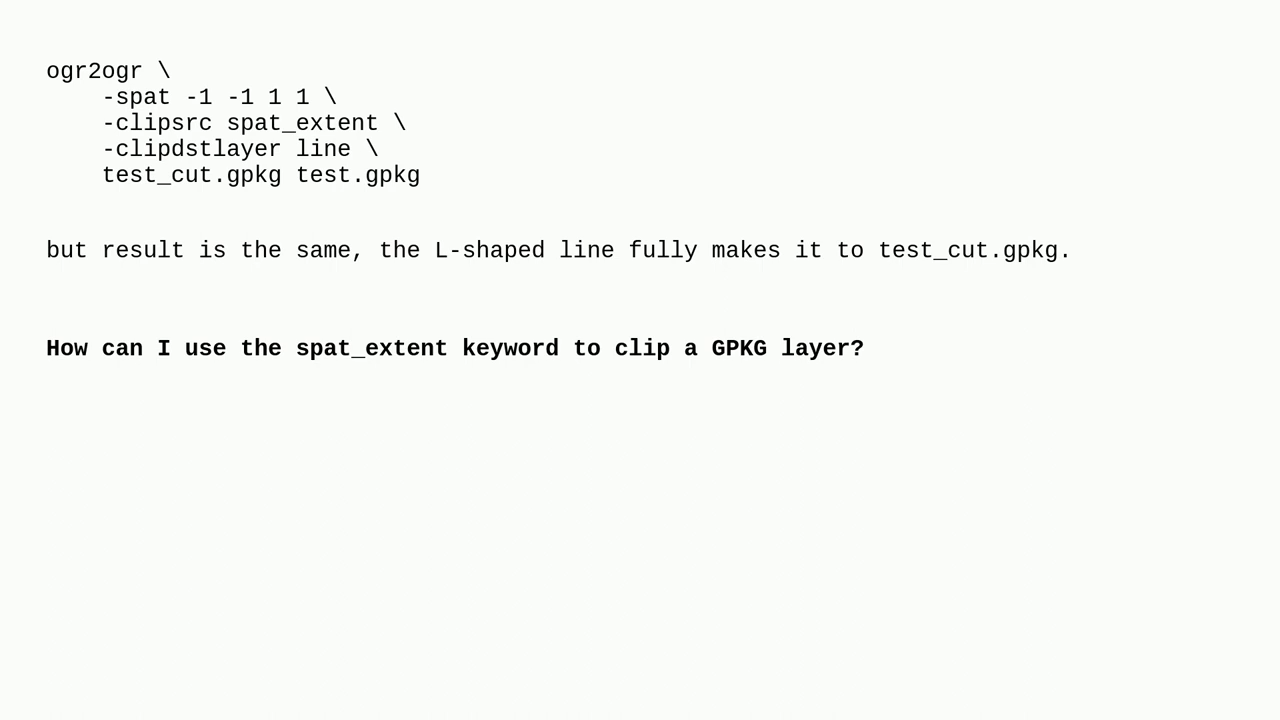 ogr2ogr \
    -spat -1 -1 1 1 \
    -clipsrc spat_extent \
    -clipdstlayer line \
    test_cut.gpkg test.gpkg
but result is the same, the L-shaped line fully makes it to test_cut.gpkg.
How can I use the spat_extent keyword to clip a GPKG layer?